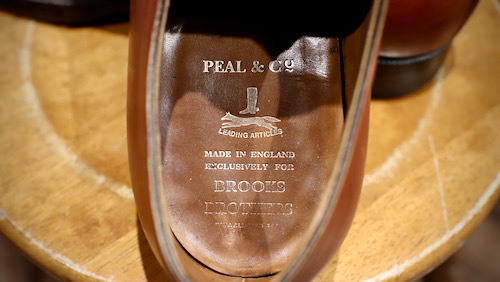 PEAL & Cº
LEADING ARTICLES
MADE IN ENGLAND
EXCLUSIVELY FOR
BROOKS
BROTHERS